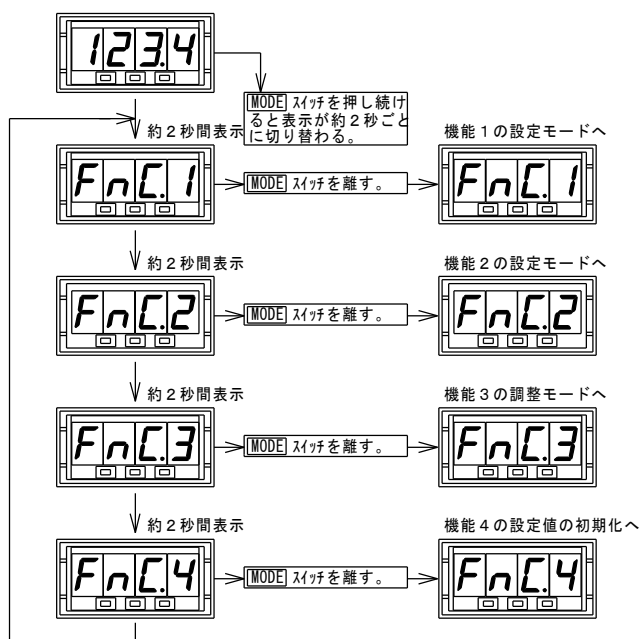 123.4
MODE スイッチを押し続け
ると表示が約2秒ごと
に切り替わる。
約2秒間表示
機能1の設定モードへ
FnC.1
MODE スイッチを離す。
FnC.1
約2秒間表示
機能2の設定モードへ
FnC.2
MODE スイッチを離す。
FnC.2
約2秒間表示
機能3の調整モードへ
FnC.3
MODE スイッチを離す。
FnC.3
約2秒間表示
機能4の設定値の初期化へ
FnC.4
MODE スイッチを離す。
FnC.4